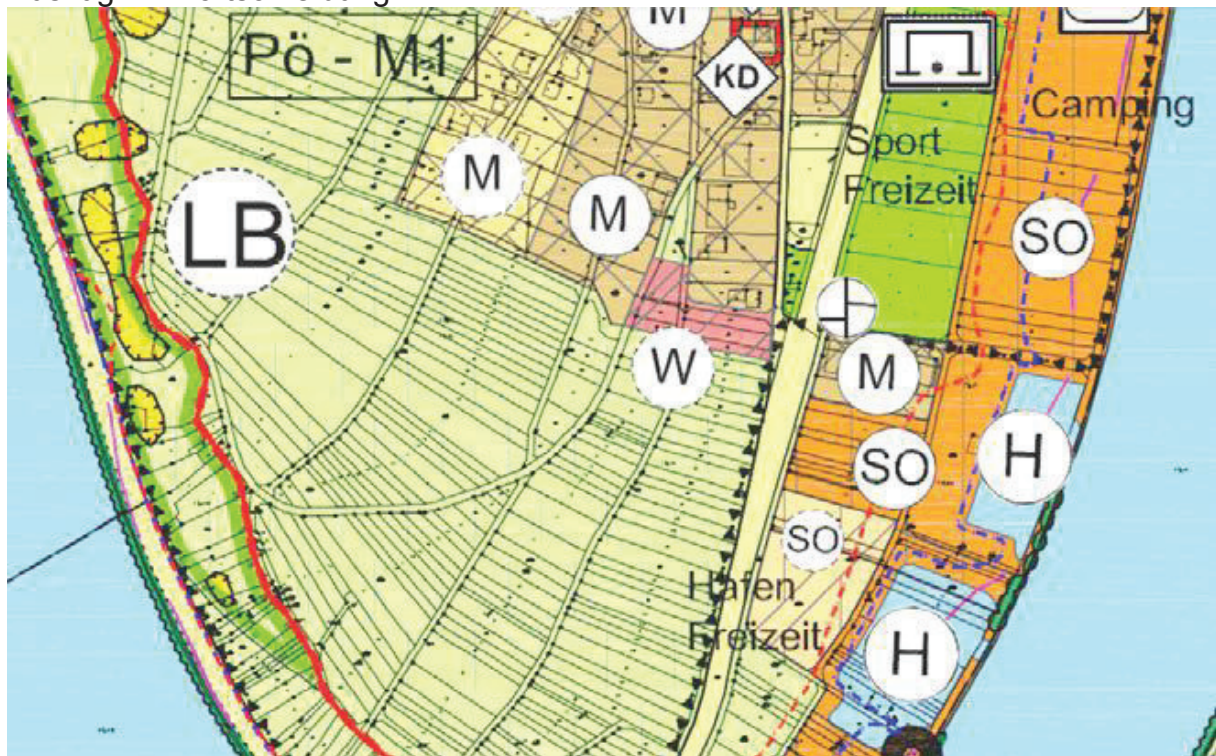 M
Pö - M1
KD
Camping
Sport
Freizeit
M
M
LB
SO
W
M
SO
H
SO
Hafen
Freizeit
H